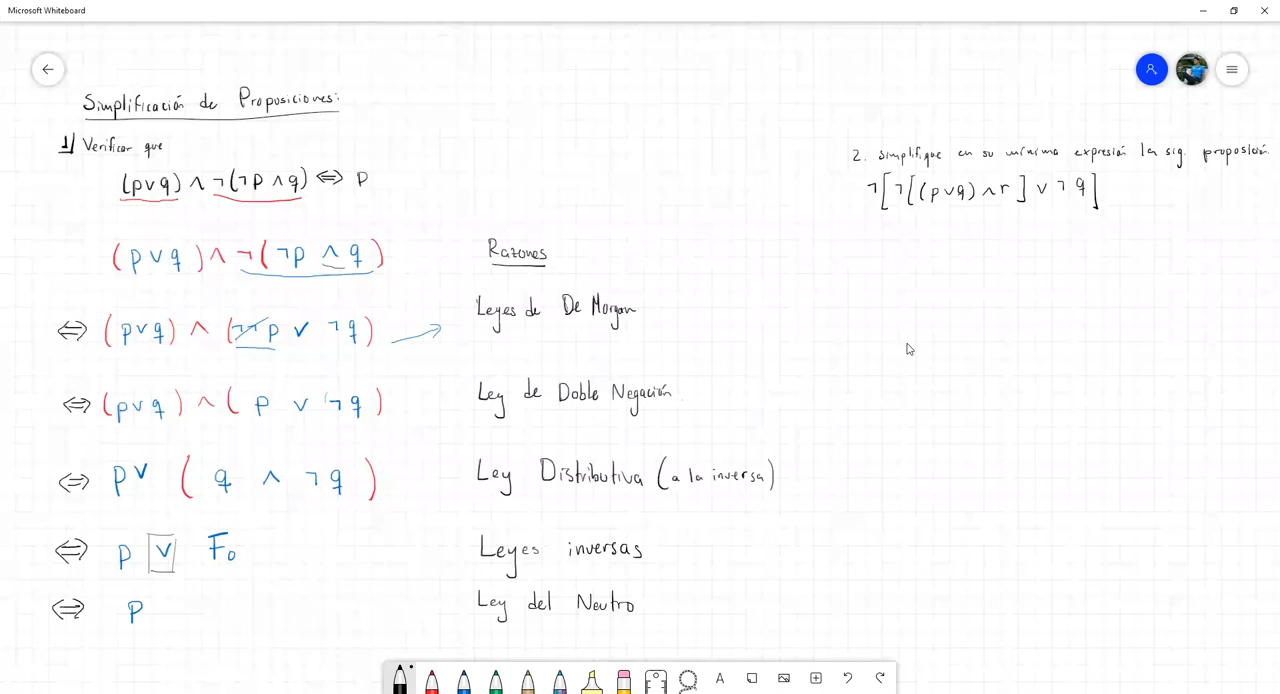 Microsoft Whiteboard
Simplificación de Proposiciones:
1) Verificar que
(p∨q) ∧ ¬(¬p ∧ q) ⟺ p
(p∨q) ∧ ¬(¬p ∧ q)
Razones
⟺ (p∨q) ∧ (¬¬p ∨ ¬q)
Leyes de De Morgan
⟺ (p∨q) ∧ (p ∨ ¬q)
Ley de Doble Negación
⟺ p∨ (q ∧ ¬q)
Ley Distributiva (a la inversa)
⟺ p ∨ F₀
Leyes inversas
⟺ p
Ley del Neutro
2. Simplifique en su mínima expresión la sig. proposición.
¬[¬[(p∨q)∧r] ∨ ¬q]
A